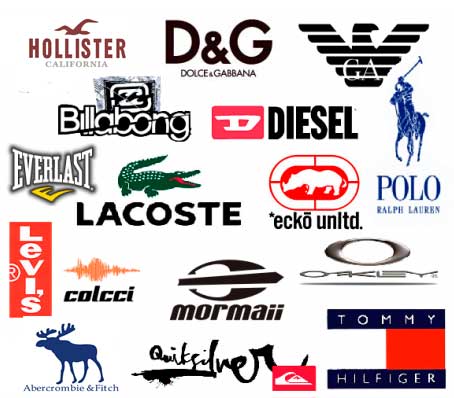 HOLLISTER
CALIFORNIA
D&G
DOLCE&GABBANA
GA
Billabong
D
DIESEL
EVERLAST
LACOSTE
*eckō unltd.
POLO
RALPH LAUREN
Levi's
®
colcci
mormaii
OAKLEY
TOMMY
HILFIGER
Abercrombie & Fitch
Quiksilver